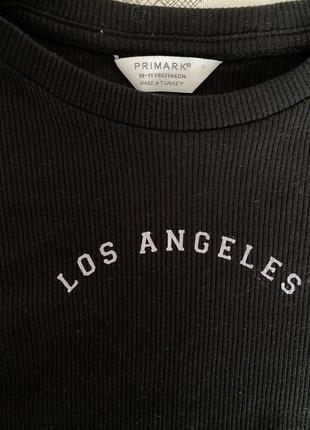 PRIMARK®
10-11YRS/146CM
MADE IN TURKEY
LOS ANGELES